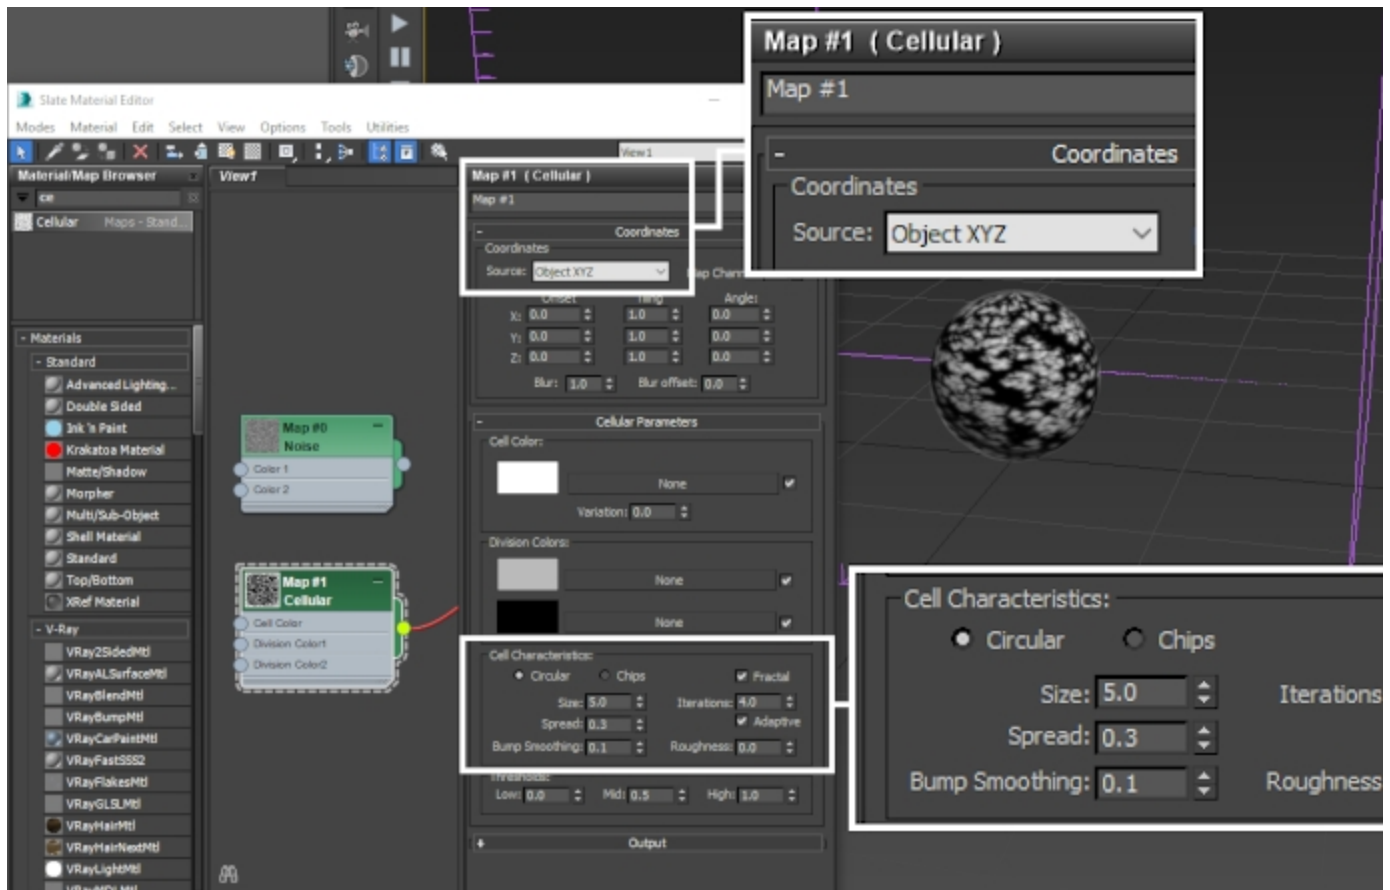 Slate Material Editor
Modes Material Edit Select View Options Tools Utilities
View1
Material/Map Browser
ce
Cellular Maps - Stand...
- Materials
- Standard
Advanced Lighting...
Double Sided
Ink 'n Paint
Krakatoa Material
Matte/Shadow
Morpher
Multi/Sub-Object
Shell Material
Standard
Top/Bottom
XRef Material
- V-Ray
VRay2SidedMtl
VRayALSurfaceMtl
VRayBlendMtl
VRayBumpMtl
VRayCarPaintMtl
VRayFastSSS2
VRayFlakesMtl
VRayGLSLMtl
VRayHairMtl
VRayHairNextMtl
VRayLightMtl
VRayMDLMtl
View1
Map #0
Noise
Color 1
Color 2
Map #1
Cellular
Cell Color
Division Color1
Division Color2
Map #1 ( Cellular )
Map #1
- Coordinates
Coordinates
Source: Object XYZ Map Chann
Offset Tiling Angle:
X: 0.0 1.0 0.0
Y: 0.0 1.0 0.0
Z: 0.0 1.0 0.0
Blur: 1.0 Blur offset: 0.0
- Cellular Parameters
Cell Color:
None
Variation: 0.0
Division Colors:
None
None
Cell Characteristics:
Circular Chips Fractal
Size: 5.0 Iterations: 4.0
Spread: 0.3 Adaptive
Bump Smoothing: 0.1 Roughness: 0.0
Thresholds:
Low: 0.0 Mid: 0.5 High: 1.0
+ Output
Map #1 ( Cellular )
Map #1
- Coordinates
Coordinates
Source: Object XYZ
Cell Characteristics:
Circular Chips
Size: 5.0 Iterations
Spread: 0.3
Bump Smoothing: 0.1 Roughness